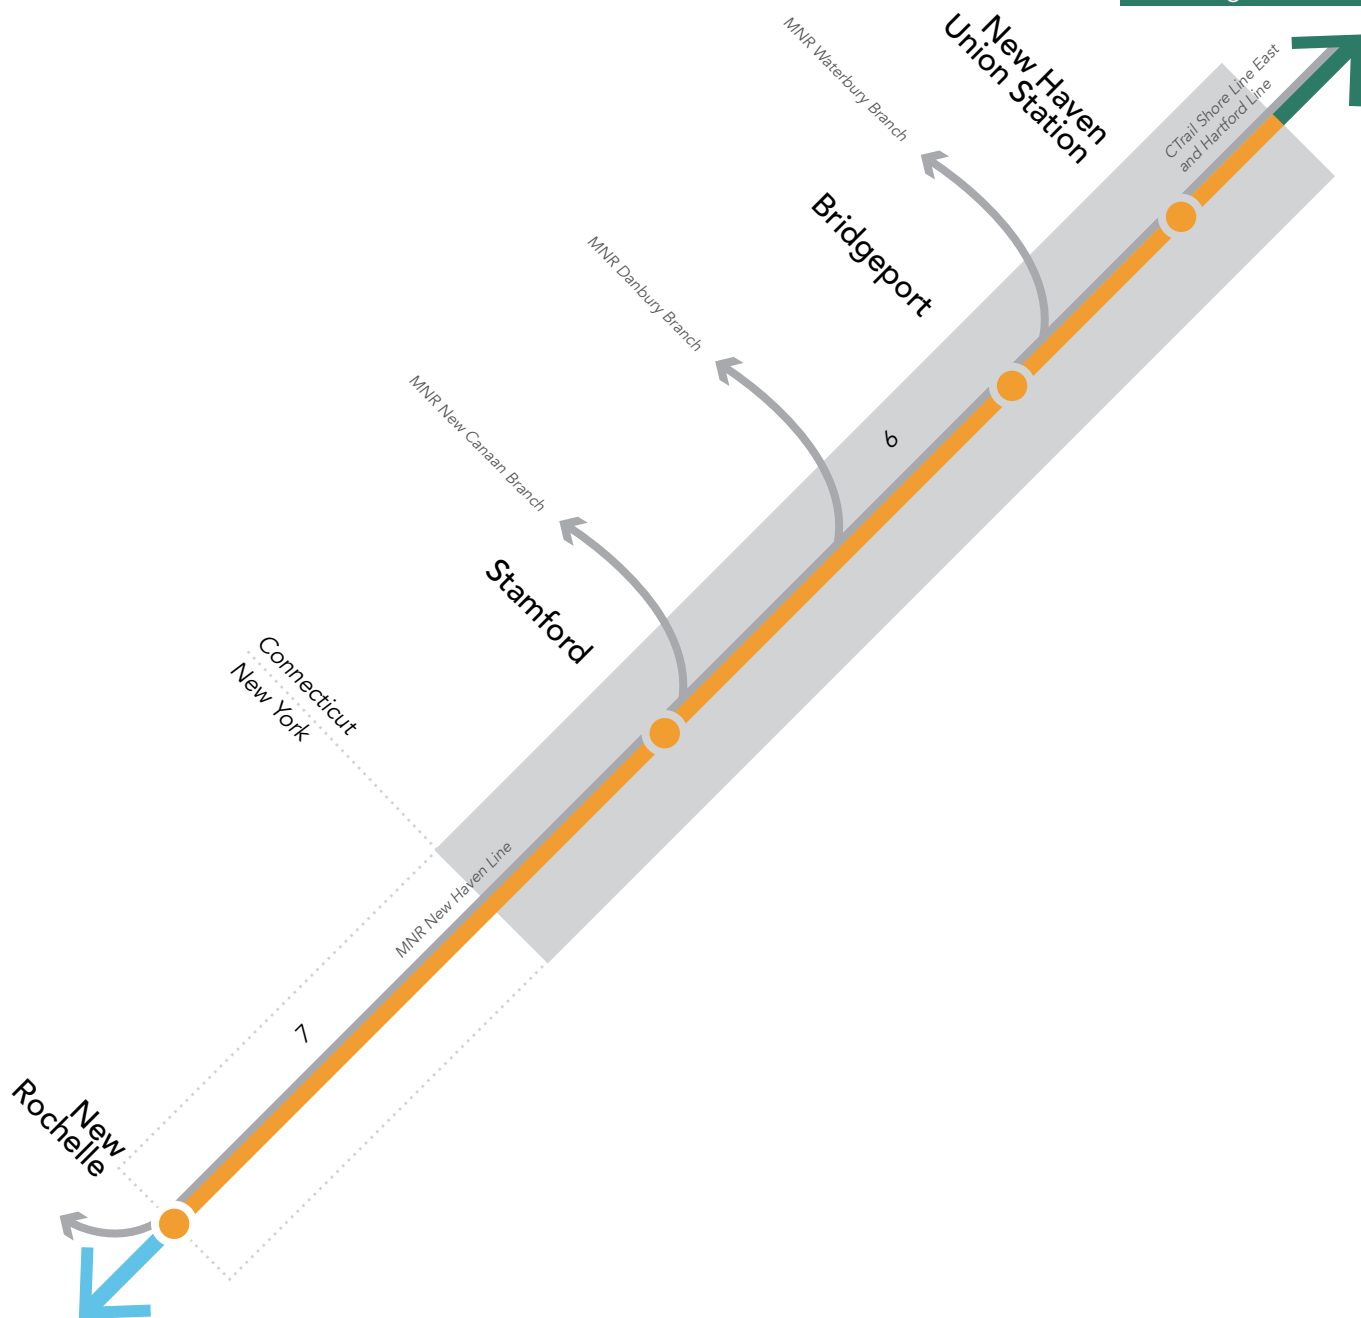 New Haven
Union Station
MNR Waterbury Branch
CTrail Shore Line East
and Hartford Line
Bridgeport
MNR Danbury Branch
MNR New Canaan Branch
6
Stamford
Connecticut
New York
MNR New Haven Line
7
New
Rochelle